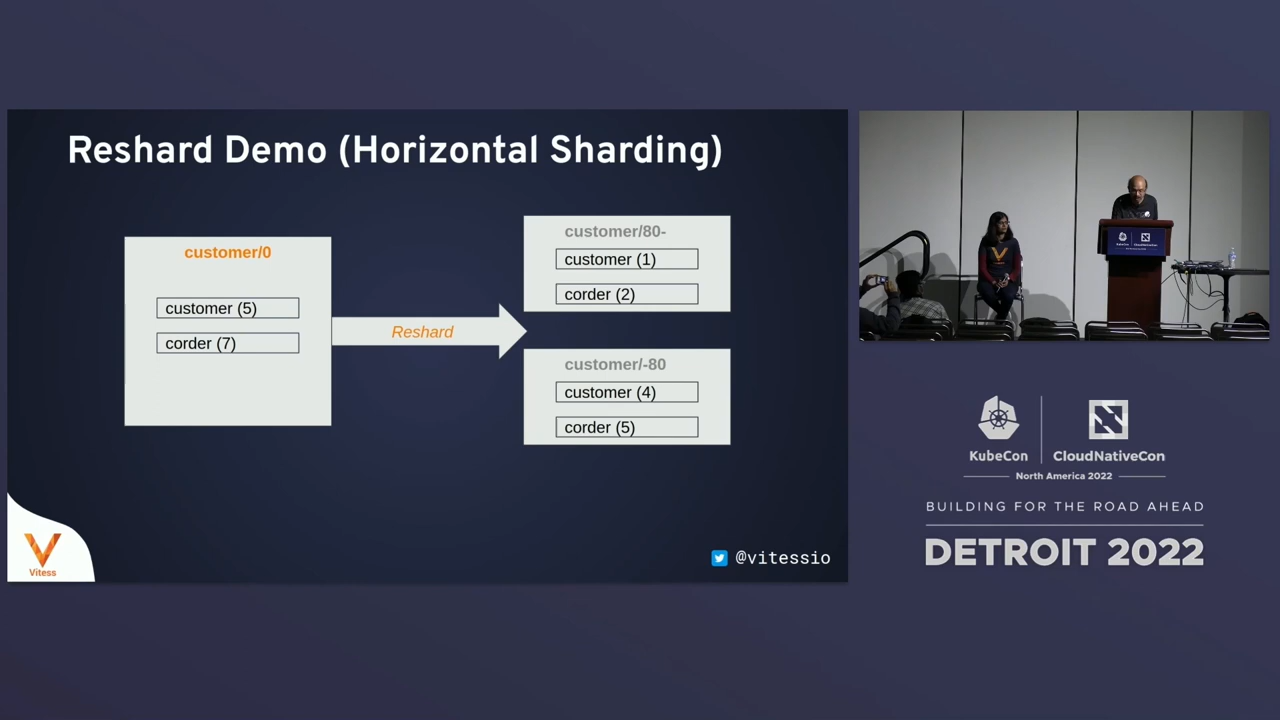 Reshard Demo (Horizontal Sharding)
customer/0
customer (5)
corder (7)
Reshard
customer/80-
customer (1)
corder (2)
customer/-80
customer (4)
corder (5)
Vitess
@vitessio
KubeCon
CloudNativeCon
North America 2022
BUILDING FOR THE ROAD AHEAD
DETROIT 2022